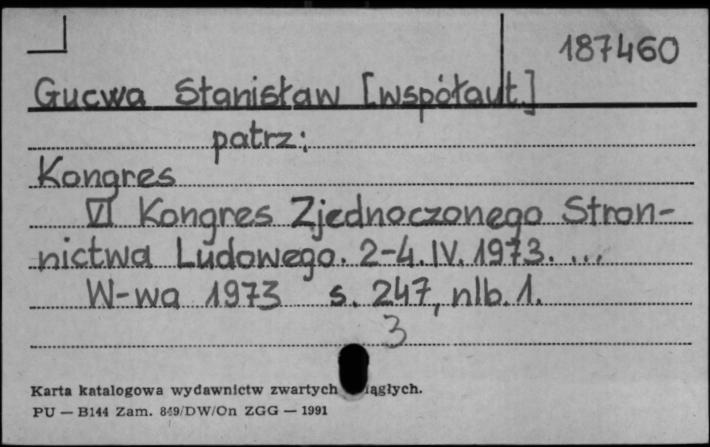 187460
Gucwa Stanisław [współaut.]
patrz:
Kongres
VI Kongres Zjednoczonego Stron-
nictwa Ludowego. 2-4.IV.1973. ...
W-wa 1973 s. 247, nlb. 1.
3
Karta katalogowa wydawnictw zwartych iągłych.
PU — B144 Zam. 849/DW/On ZGG — 1991